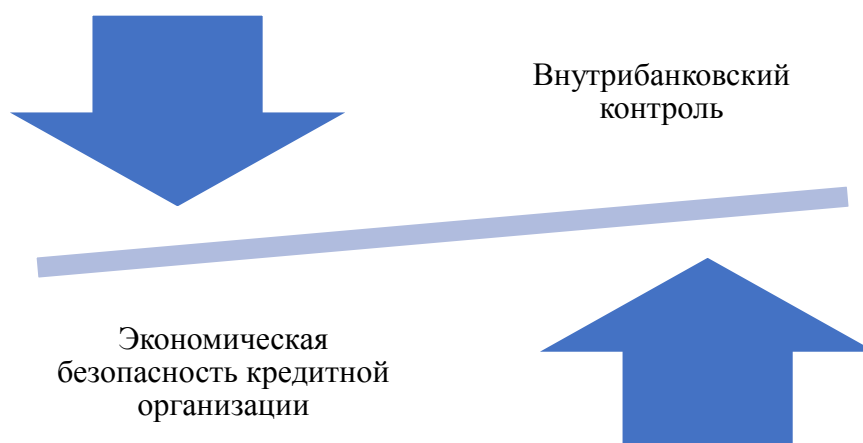 Внутрибанковский
контроль
Экономическая
безопасность кредитной
организации